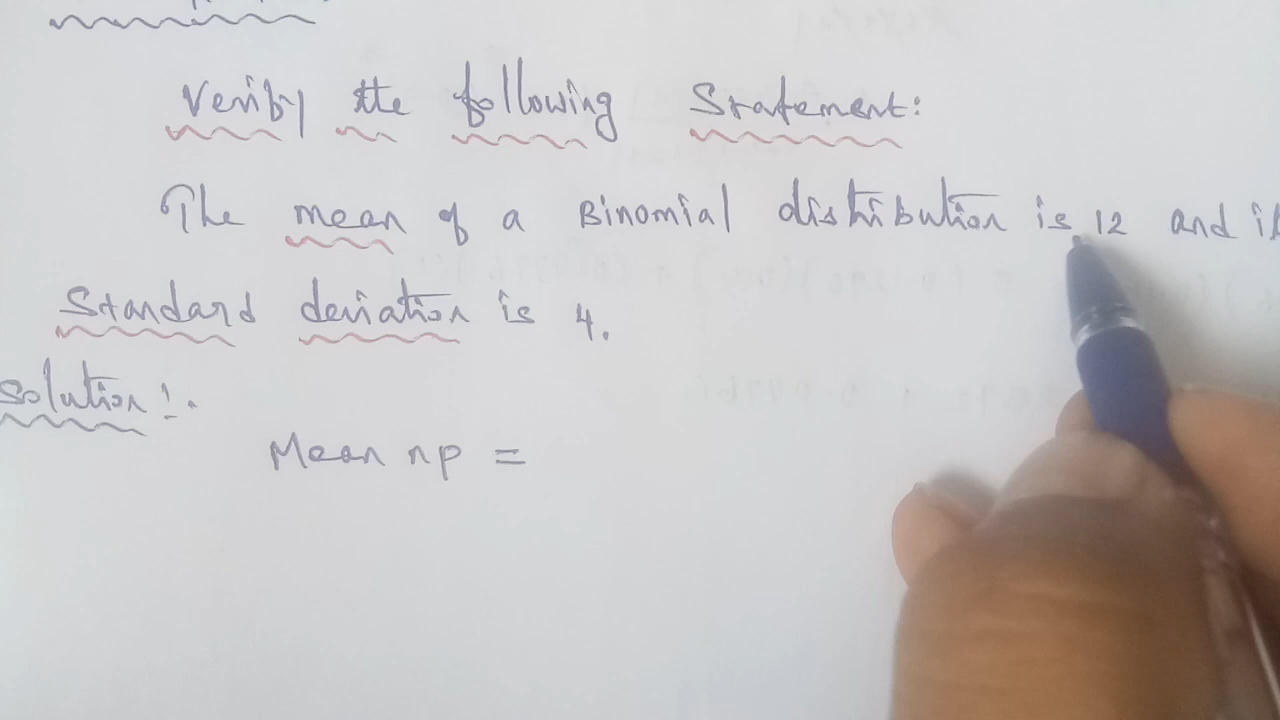 Verify the following Statement:
The mean of a Binomial distribution is 12 and
Standard deviation is 4.
Solution:-
Mean np =